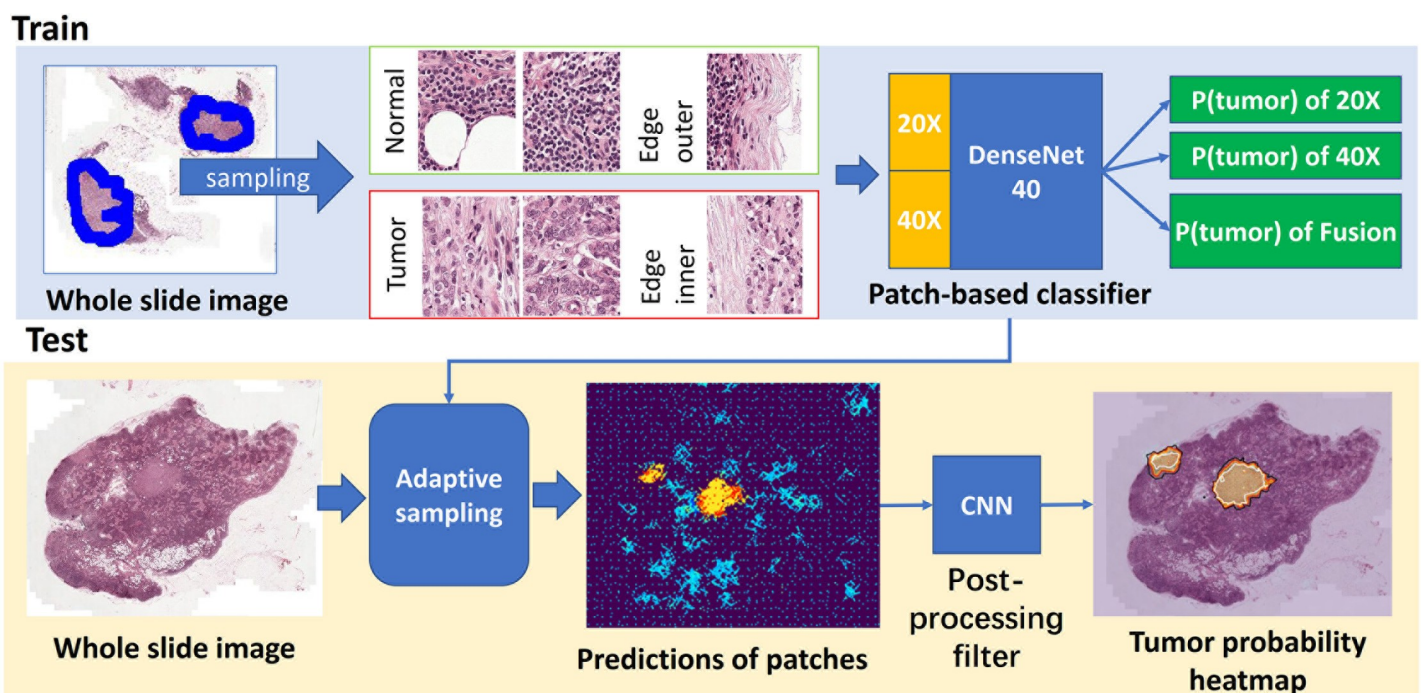 Train
sampling
Whole slide image
Normal
Edge
outer
Tumor
Edge
inner
20X
40X
DenseNet
40
Patch-based classifier
P(tumor) of 20X
P(tumor) of 40X
P(tumor) of Fusion
Test
Whole slide image
Adaptive
sampling
Predictions of patches
CNN
Post-
processing
filter
Tumor probability
heatmap